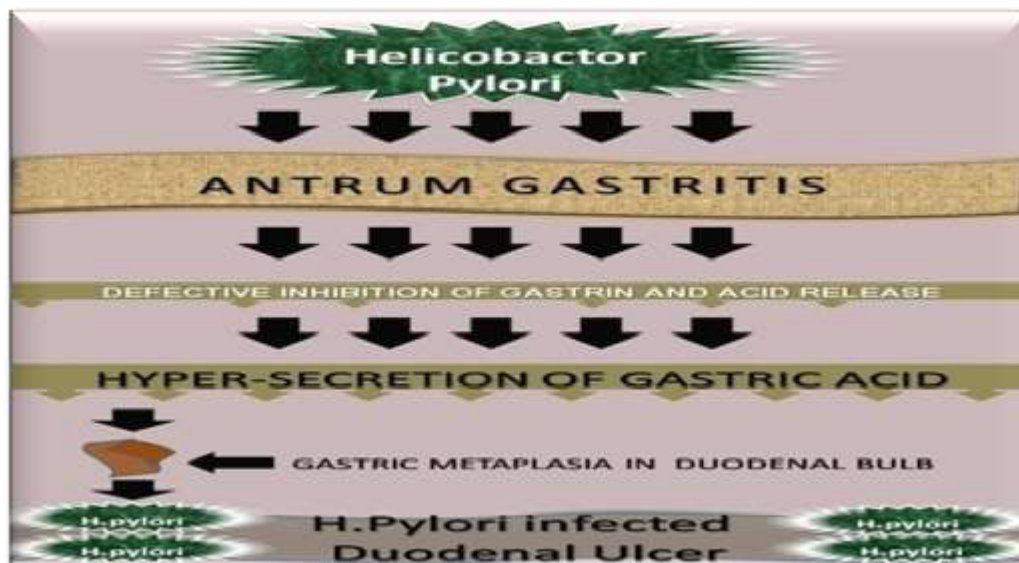 Helicobactor
Pylori
ANTRUM GASTRITIS
DEFECTIVE INHIBITION OF GASTRIN AND ACID RELEASE
HYPER-SECRETION OF GASTRIC ACID
GASTRIC METAPLASIA IN DUODENAL BULB
H.pylori
H.pylori
H.Pylori infected
Duodenal Ulcer
H.pylori
H.pylori